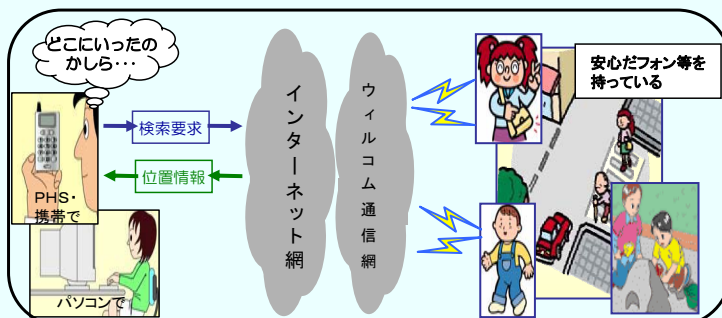 どこにいったの
かしら・・・
検索要求
位置情報
PHS・
携帯で
パソコンで
インターネット網
ウィルコム通信網
安心だフォン等を
持っている